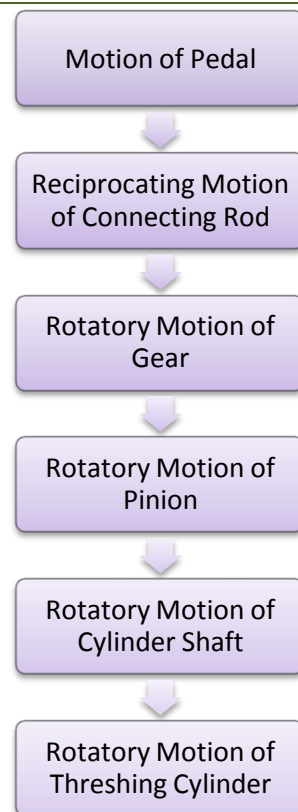 Motion of Pedal
Reciprocating Motion
of Connecting Rod
Rotatory Motion of
Gear
Rotatory Motion of
Pinion
Rotatory Motion of
Cylinder Shaft
Rotatory Motion of
Threshing Cylinder